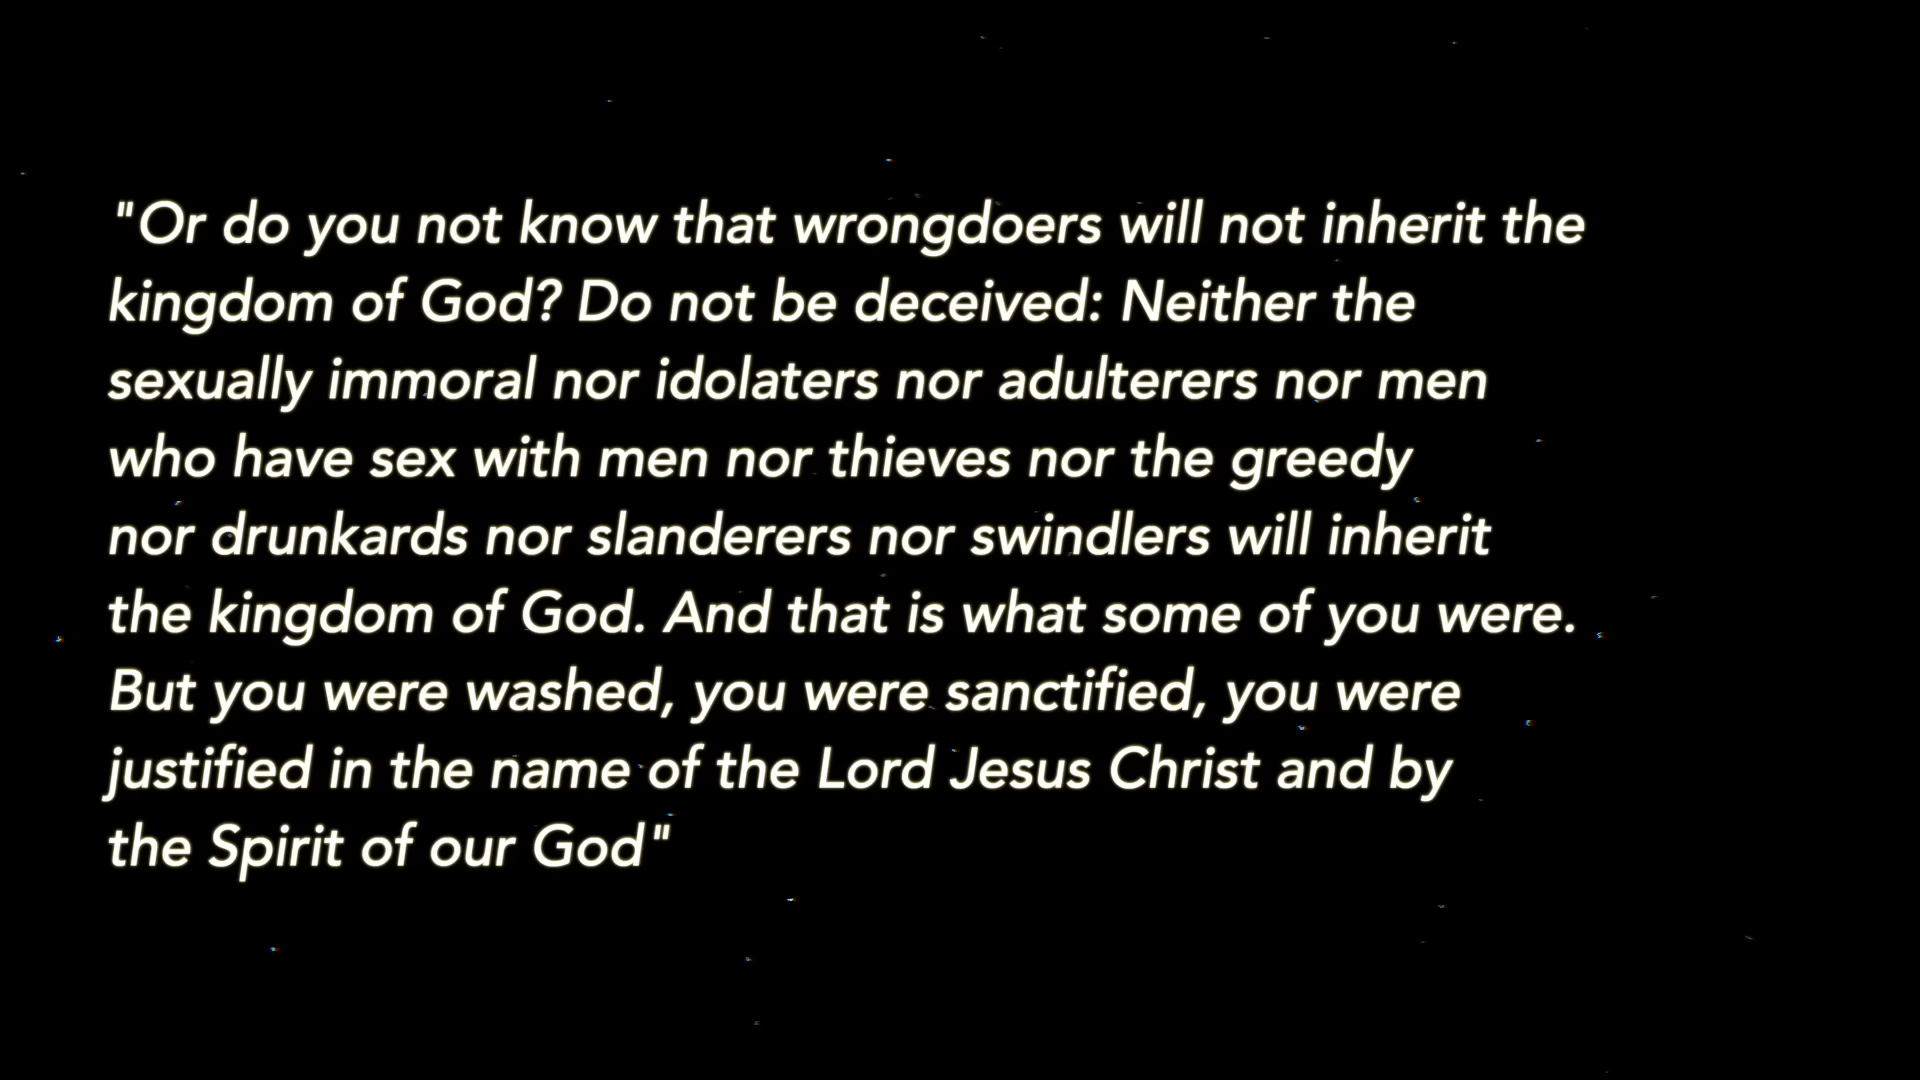 "Or do you not know that wrongdoers will not inherit the
kingdom of God? Do not be deceived: Neither the
sexually immoral nor idolaters nor adulterers nor men
who have sex with men nor thieves nor the greedy
nor drunkards nor slanderers nor swindlers will inherit
the kingdom of God. And that is what some of you were.
But you were washed, you were sanctified, you were
justified in the name of the Lord Jesus Christ and by
the Spirit of our God"